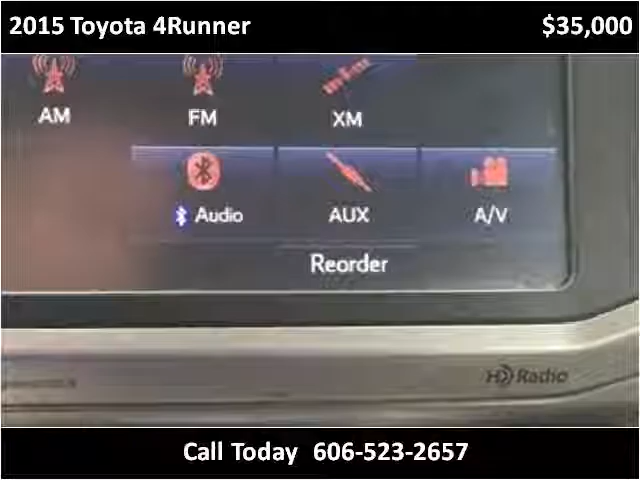 2015 Toyota 4Runner $35,000
AM FM XM
Audio AUX A/V
Reorder
HD Radio
Call Today 606-523-2657